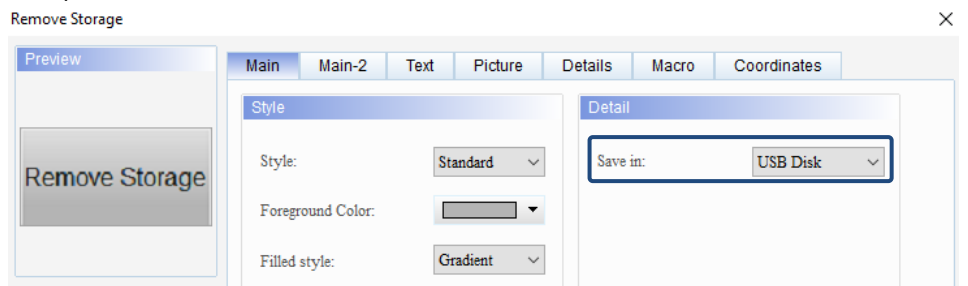 Remove Storage
Preview
Remove Storage
Main Main-2 Text Picture Details Macro Coordinates
Style
Style: Standard
Foreground Color:
Filled style: Gradient
Detail
Save in: USB Disk